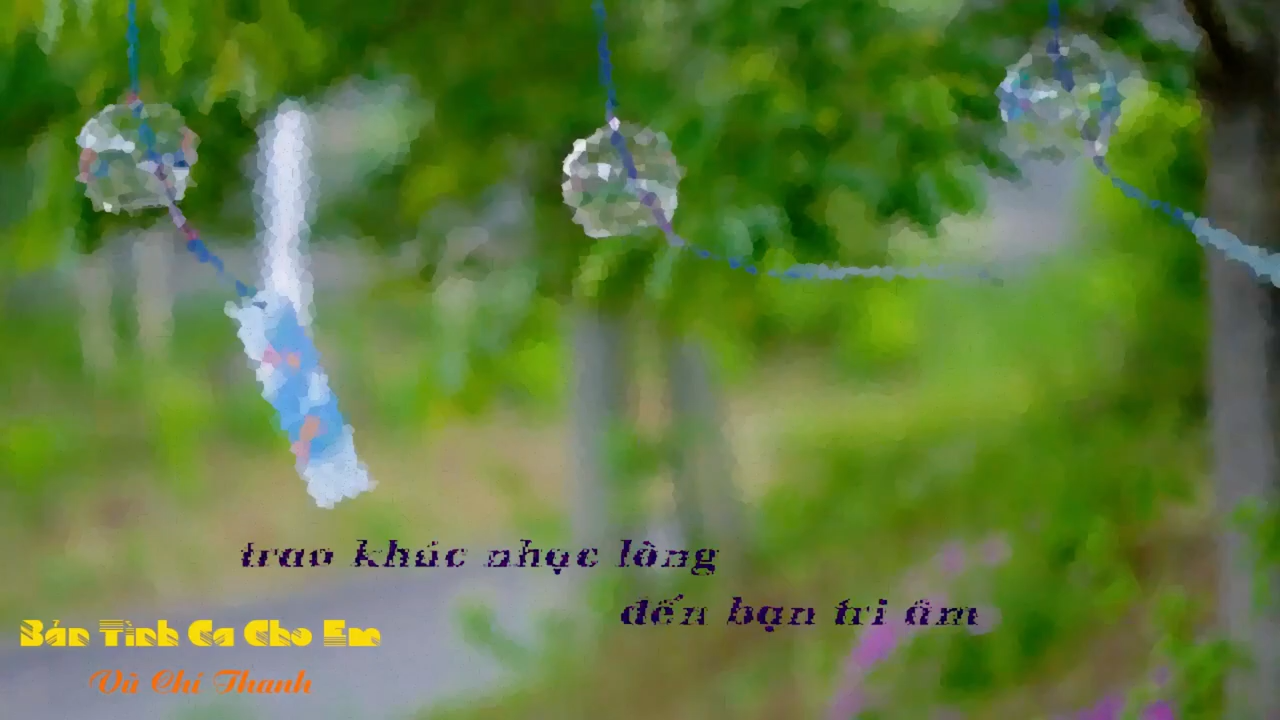 trao khúc nhạc lòng
đến bạn tri âm
Bản Tình Ca Cho Em
Vũ Chí Thanh